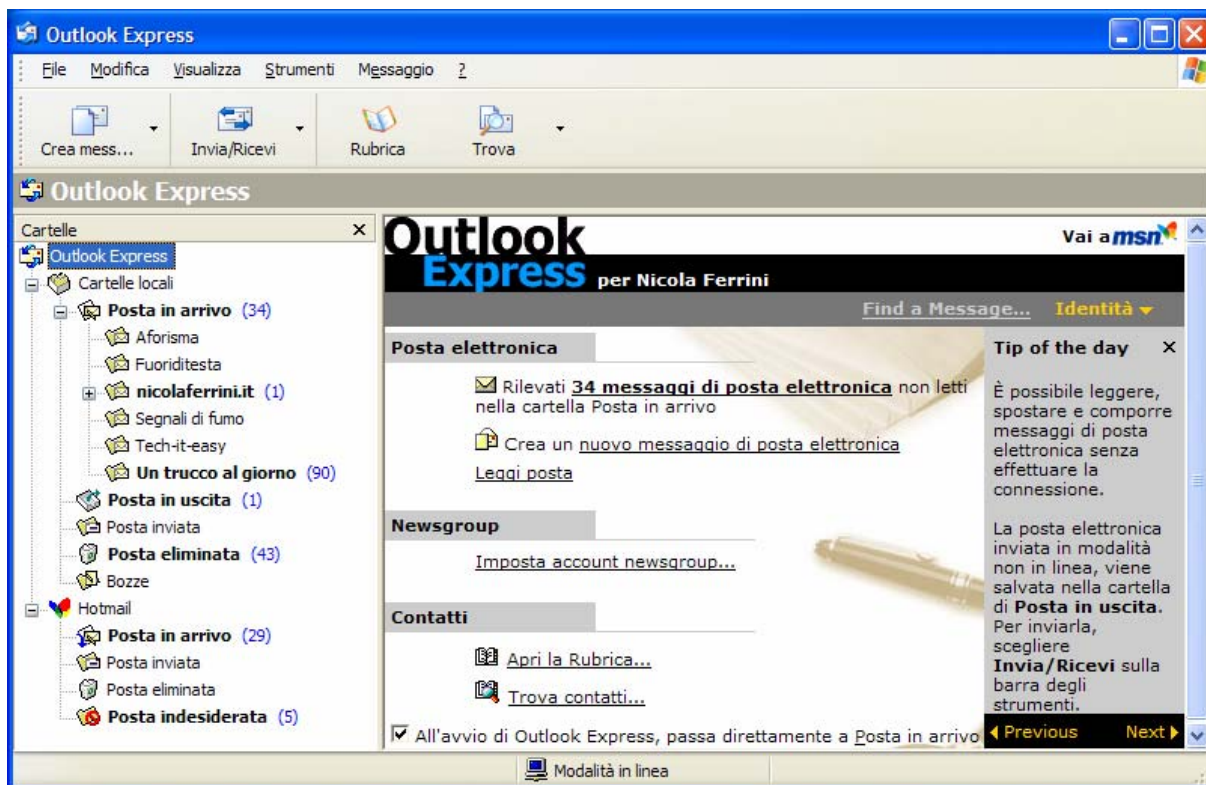 Outlook Express
File Modifica Visualizza Strumenti Messaggio ?
Crea mess... Invia/Ricevi Rubrica Trova
Outlook Express
Cartelle
Outlook Express
Cartelle locali
Posta in arrivo (34)
Aforisma
Fuoriditesta
nicolaferrini.it (1)
Segnali di fumo
Tech-it-easy
Un trucco al giorno (90)
Posta in uscita (1)
Posta inviata
Posta eliminata (43)
Bozze
Hotmail
Posta in arrivo (29)
Posta inviata
Posta eliminata
Posta indesiderata (5)
Outlook
Express per Nicola Ferrini
Vai a msn
Find a Message... Identità
Posta elettronica
Rilevati 34 messaggi di posta elettronica non letti
nella cartella Posta in arrivo
Crea un nuovo messaggio di posta elettronica
Leggi posta
Newsgroup
Imposta account newsgroup...
Contatti
Apri la Rubrica...
Trova contatti...
All'avvio di Outlook Express, passa direttamente a Posta in arrivo
Tip of the day
È possibile leggere,
spostare e comporre
messaggi di posta
elettronica senza
effettuare la
connessione.
La posta elettronica
inviata in modalità
non in linea, viene
salvata nella cartella
di Posta in uscita.
Per inviarla,
scegliere
Invia/Ricevi sulla
barra degli
strumenti.
Previous Next
Modalità in linea